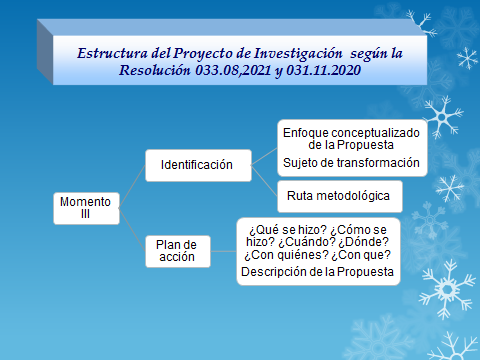 Estructura del Proyecto de Investigación según la
Resolución 033.08,2021 y 031.11.2020
Momento
III
Identificación
Enfoque conceptualizado
de la Propuesta
Sujeto de transformación
Ruta metodológica
Plan de
acción
¿Qué se hizo? ¿Cómo se
hizo? ¿Cuándo? ¿Dónde?
¿Con quiénes? ¿Con que?
Descripción de la Propuesta